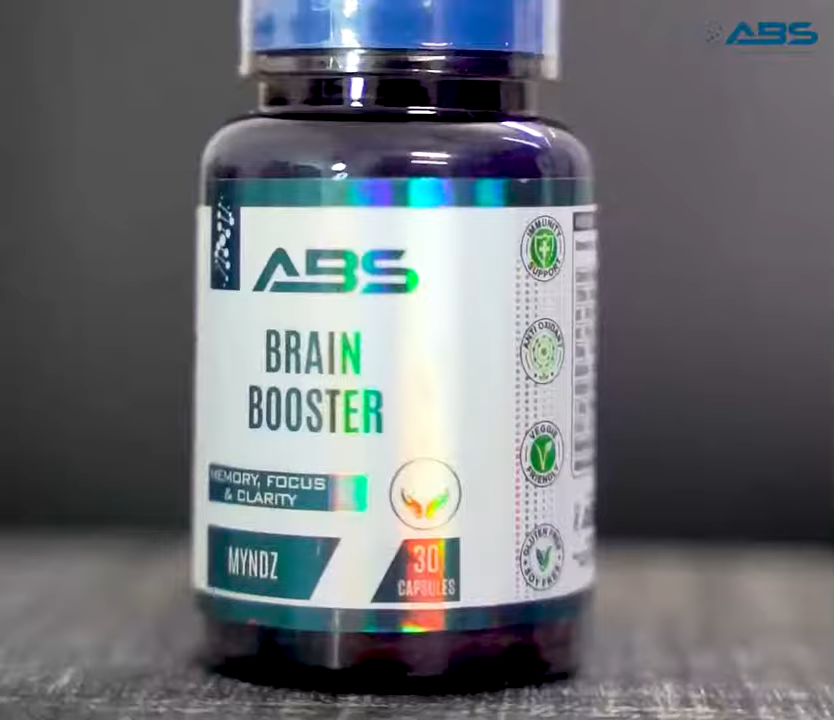 ABS
ABS
BRAIN
BOOSTER
MEMORY, FOCUS
& CLARITY
MYNDZ
30
CAPSULES
IMMUNITY
SUPPORT
ANTI OXIDANT
VEGGIE
FRIENDLY
GLUTEN FREE
SOY FREE